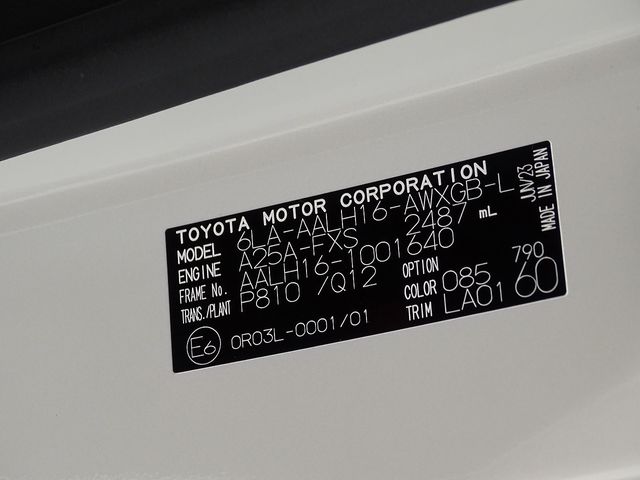 TOYOTA MOTOR CORPORATION
MODEL 6LA-AALH16-AWXGB-L
ENGINE A25A-FXS 2487 mL
FRAME No. AALH16-1001640
TRANS./PLANT P810 /Q12
OPTION 790
COLOR 085
TRIM LA01 60
E6 0R03L-0001/01
JUN/23
MADE IN JAPAN